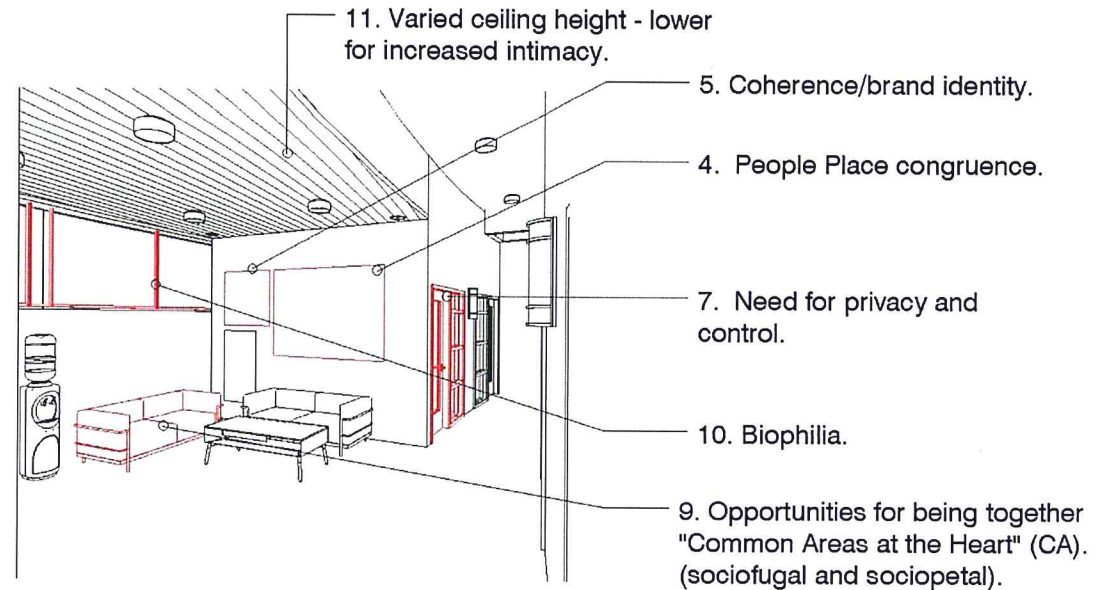 11. Varied ceiling height - lower
for increased intimacy.
5. Coherence/brand identity.
4. People Place congruence.
7. Need for privacy and
control.
10. Biophilia.
9. Opportunities for being together
"Common Areas at the Heart" (CA).
(sociofugal and sociopetal).